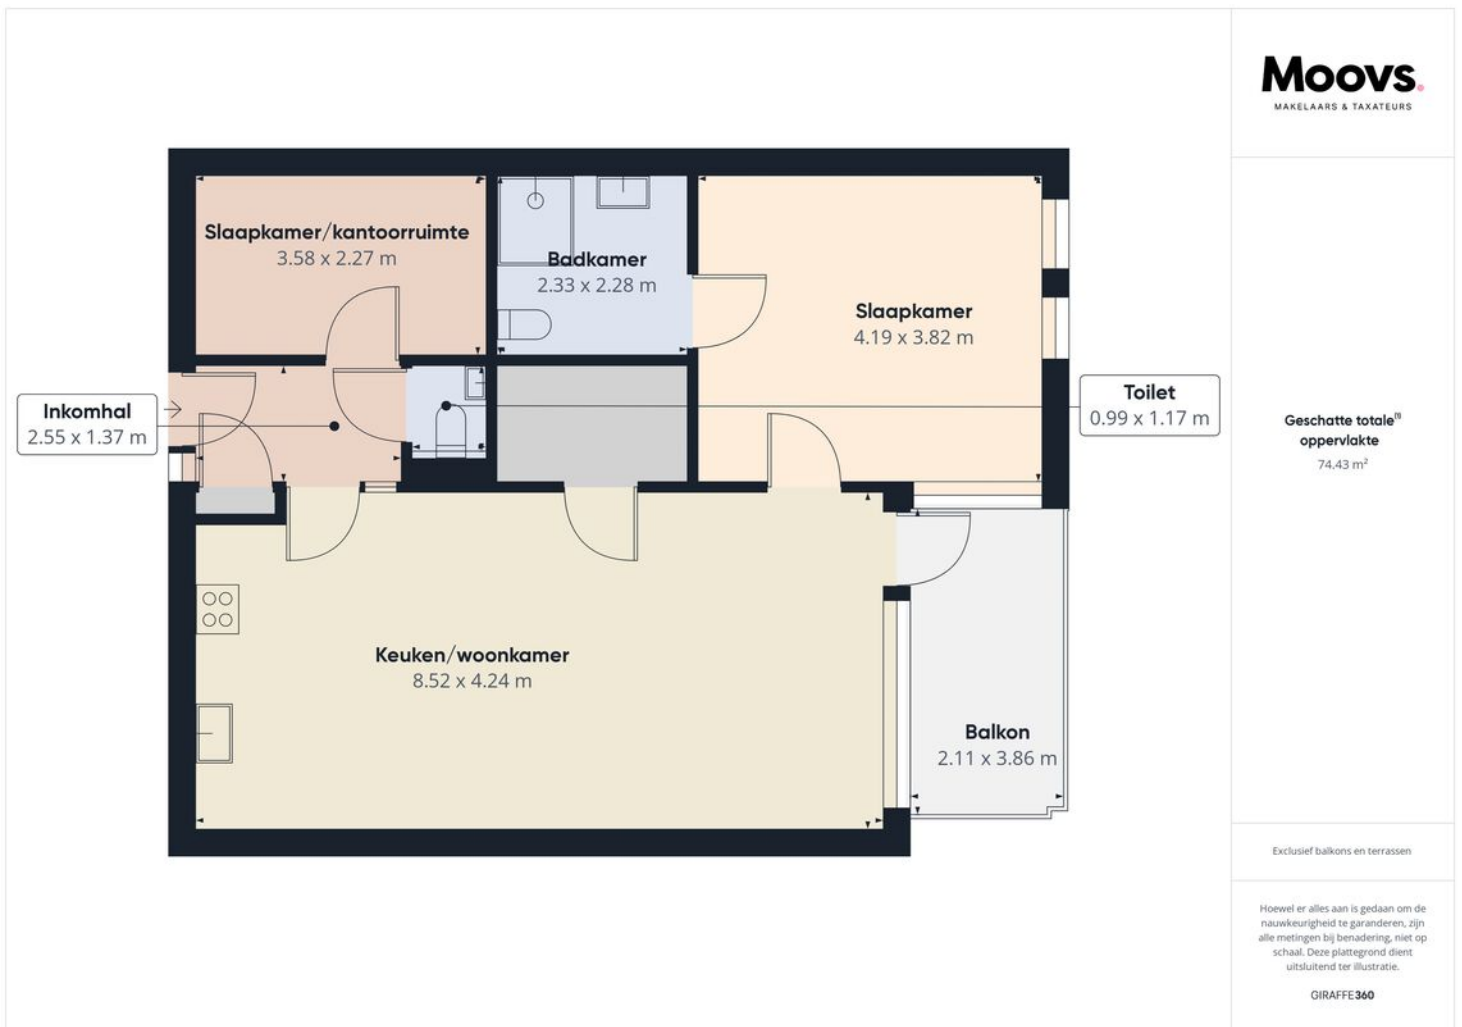 Moovs.
MAKELAARS & TAXATEURS
Slaapkamer/kantoorruimte
3.58 x 2.27 m
Badkamer
2.33 x 2.28 m
Slaapkamer
4.19 x 3.82 m
Inkomhal
2.55 x 1.37 m
Toilet
0.99 x 1.17 m
Keuken/woonkamer
8.52 x 4.24 m
Balkon
2.11 x 3.86 m
Geschatte totale⁽¹⁾
oppervlakte
74.43 m²
Exclusief balkons en terrassen
Hoewel er alles aan is gedaan om de
nauwkeurigheid te garanderen, zijn
alle metingen bij benadering, niet op
schaal. Deze plattegrond dient
uitsluitend ter illustratie.
GIRAFFE360